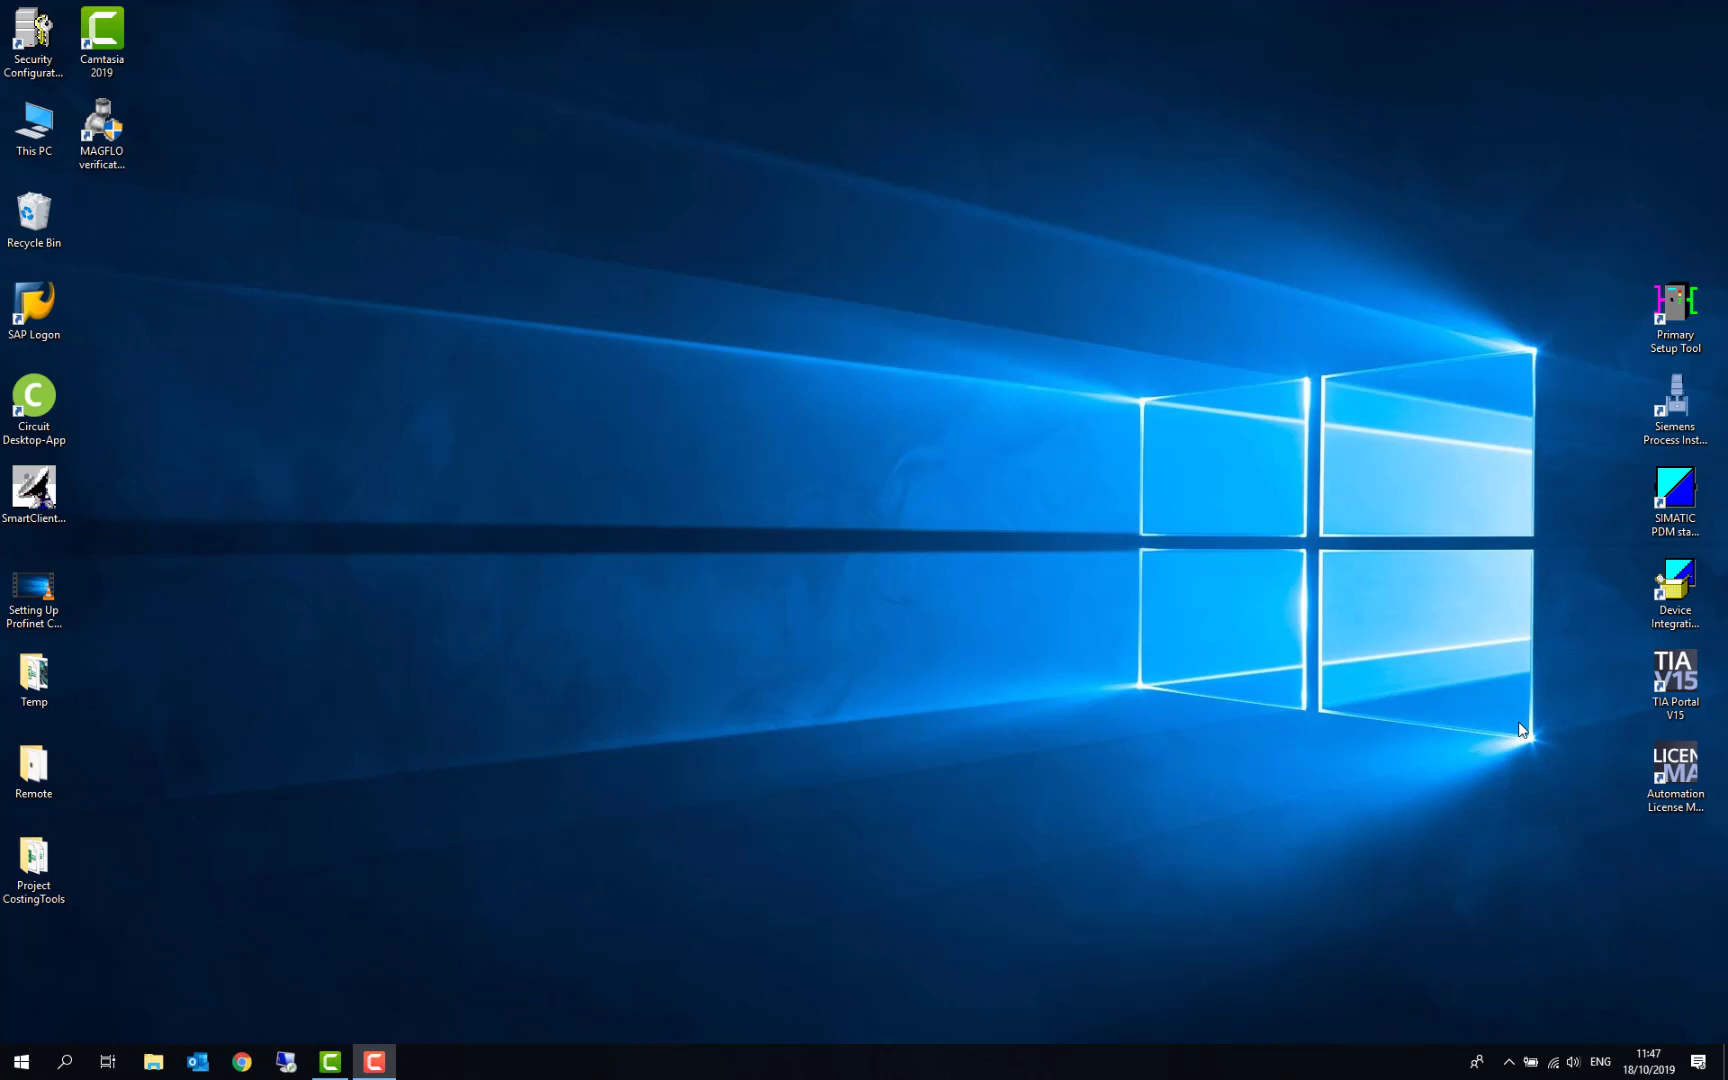 Security
Configurat...
Camtasia
2019
This PC
MAGFLO
verificat...
Recycle Bin
SAP Logon
C
Circuit
Desktop-App
SmartClient...
Setting Up
Profinet C...
Temp
Remote
Project
CostingTools
Primary
Setup Tool
Siemens
Process Inst...
SIMATIC
PDM sta...
Device
Integrati...
TIA
V15
TIA Portal
V15
LICEN
MA
Automation
License M...
ENG
11:47
18/10/2019